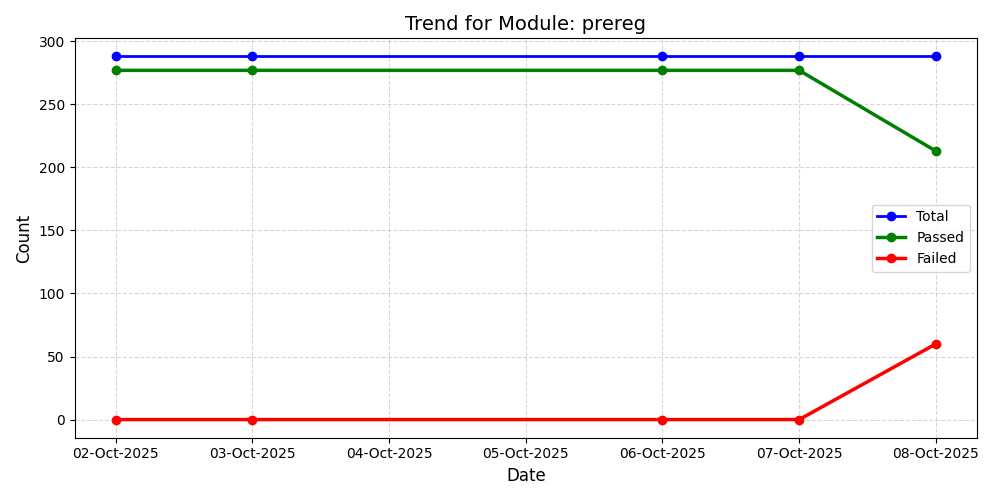 Trend for Module: prereg
300
250
200
150
100
50
0
Count
Total
Passed
Failed
02-Oct-2025 03-Oct-2025 04-Oct-2025 05-Oct-2025 06-Oct-2025 07-Oct-2025 08-Oct-2025
Date